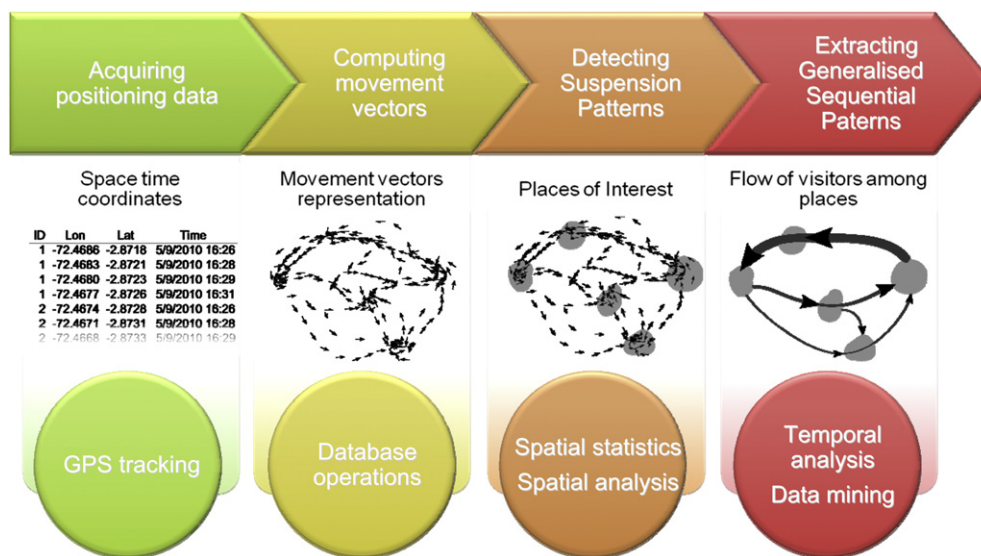 Acquiring
positioning data
Computing
movement
vectors
Detecting
Suspension
Patterns
Extracting
Generalised
Sequential
Paterns
Space time
coordinates
ID Lon Lat Time
1 -72.4686 -2.8718 5/9/2010 16:26
1 -72.4683 -2.8721 5/9/2010 16:28
1 -72.4680 -2.8723 5/9/2010 16:29
1 -72.4677 -2.8726 5/9/2010 16:31
2 -72.4674 -2.8728 5/9/2010 16:26
2 -72.4671 -2.8731 5/9/2010 16:28
2 -72.4668 -2.8733 5/9/2010 16:29
Movement vectors
representation
Places of Interest
Flow of visitors among
places
GPS tracking
Database
operations
Spatial statistics
Spatial analysis
Temporal
analysis
Data mining